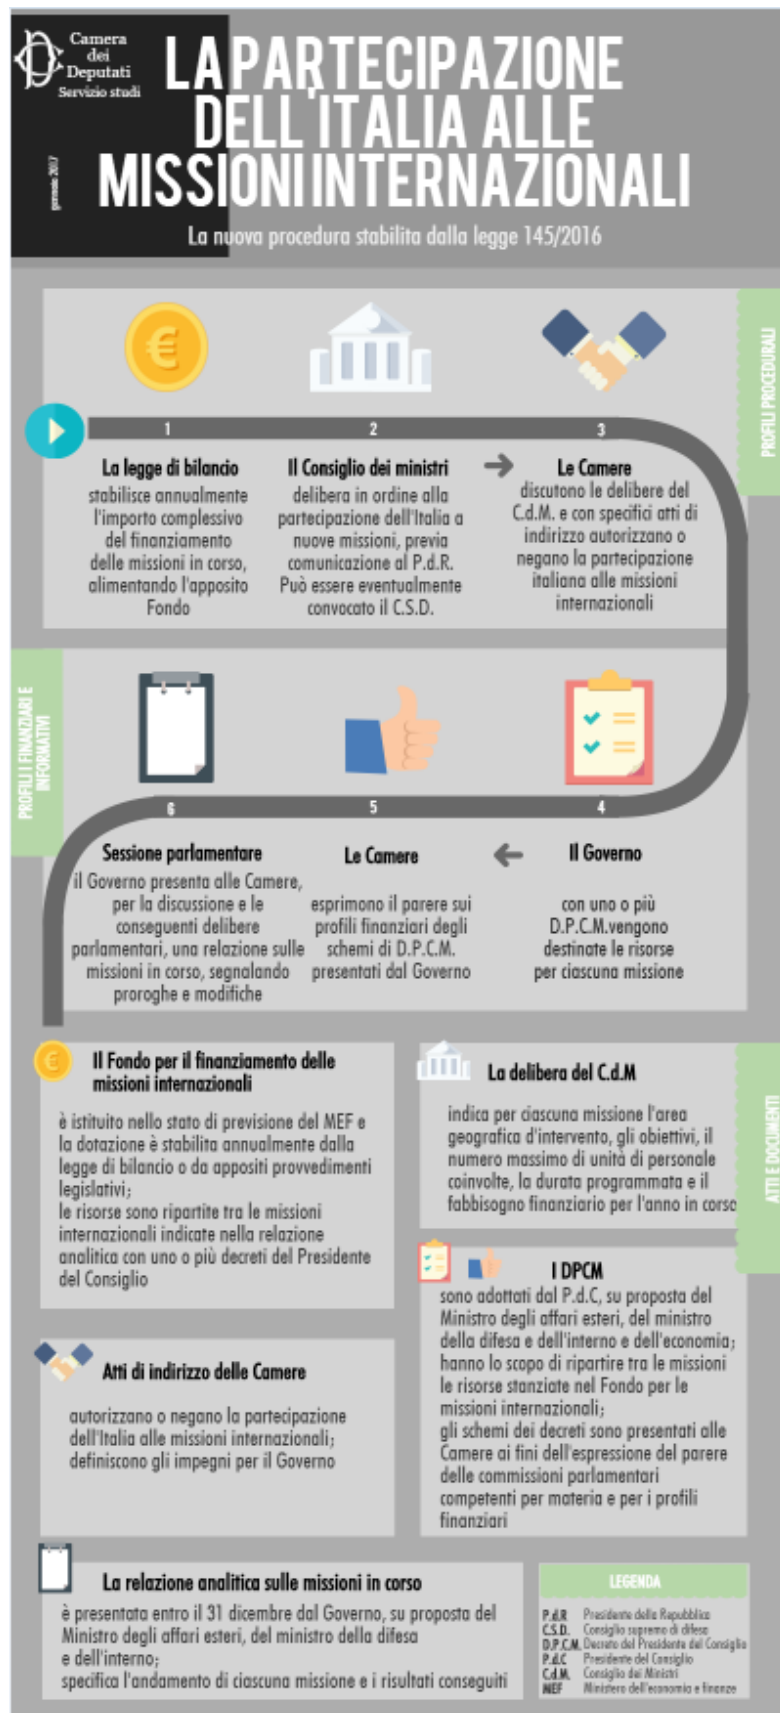 Camera
dei
Deputati
Servizio studi
gennaio 2017
LA PARTECIPAZIONE
DELL'ITALIA ALLE
MISSIONI INTERNAZIONALI
La nuova procedura stabilita dalla legge 145/2016
PROFILI PROCEDURALI
€
1
La legge di bilancio
stabilisce annualmente
l'importo complessivo
del finanziamento
delle missioni in corso,
alimentando l'apposito
Fondo
2
Il Consiglio dei ministri
delibera in ordine alla
partecipazione dell'Italia a
nuove missioni, previa
comunicazione al P.d.R.
Può essere eventualmente
convocato il C.S.D.
3
Le Camere
discutono le delibere del
C.d.M. e con specifici atti di
indirizzo autorizzano o
negano la partecipazione
italiana alle missioni
internazionali
PROFILI I FINANZIARI E
INFORMATIVI
4
Il Governo
con uno o più
D.P.C.M.vengono
destinate le risorse
per ciascuna missione
5
Le Camere
esprimono il parere sui
profili finanziari degli
schemi di D.P.C.M.
presentati dal Governo
6
Sessione parlamentare
il Governo presenta alle Camere,
per la discussione e le
conseguenti delibere
parlamentari, una relazione sulle
missioni in corso, segnalando
proroghe e modifiche
ATTI E DOCUMENTI
€
Il Fondo per il finanziamento delle
missioni internazionali
è istituito nello stato di previsione del MEF e
la dotazione è stabilita annualmente dalla
legge di bilancio o da appositi provvedimenti
legislativi;
le risorse sono ripartite tra le missioni
internazionali indicate nella relazione
analitica con uno o più decreti del Presidente
del Consiglio
La delibera del C.d.M
indica per ciascuna missione l'area
geografica d'intervento, gli obiettivi, il
numero massimo di unità di personale
coinvolte, la durata programmata e il
fabbisogno finanziario per l'anno in corso
Atti di indirizzo delle Camere
autorizzano o negano la partecipazione
dell'Italia alle missioni internazionali;
definiscono gli impegni per il Governo
I DPCM
sono adottati dal P.d.C, su proposta del
Ministro degli affari esteri, del ministro
della difesa e dell'interno e dell'economia;
hanno lo scopo di ripartire tra le missioni
le risorse stanziate nel Fondo per le
missioni internazionali;
gli schemi dei decreti sono presentati alle
Camere ai fini dell'espressione del parere
delle commissioni parlamentari
competenti per materia e per i profili
finanziari
La relazione analitica sulle missioni in corso
è presentata entro il 31 dicembre dal Governo, su proposta del
Ministro degli affari esteri, del ministro della difesa
e dell'interno;
specifica l'andamento di ciascuna missione e i risultati conseguiti
LEGENDA
P.d.R Presidente della Repubblica
C.S.D. Consiglio supremo di difesa
D.P.C.M. Decreto del Presidente del Consiglio
P.d.C Presidente del Consiglio
C.d.M. Consiglio dei Ministri
MEF Ministero dell'economia e finanze